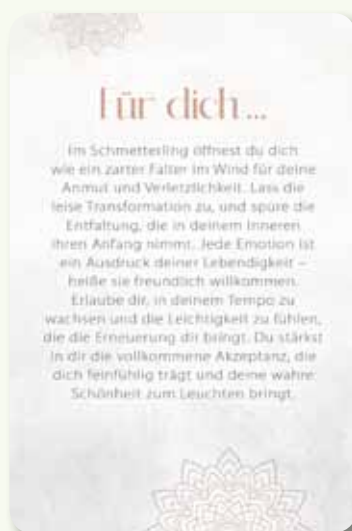 Für dich...
Im Schmetterling öffnest du dich
wie ein zarter Falter im Wind für deine
Anmut und Verletzlichkeit. Lass die
leise Transformation zu, und spüre die
Entfaltung, die in deinem Inneren
ihren Anfang nimmt. Jede Emotion ist
ein Ausdruck deiner Lebendigkeit –
heiße sie freundlich willkommen.
Erlaube dir, in deinem Tempo zu
wachsen und die Leichtigkeit zu fühlen,
die die Erneuerung dir bringt. Du stärkst
in dir die vollkommene Akzeptanz, die
dich feinfühlig trägt und deine wahre
Schönheit zum Leuchten bringt.